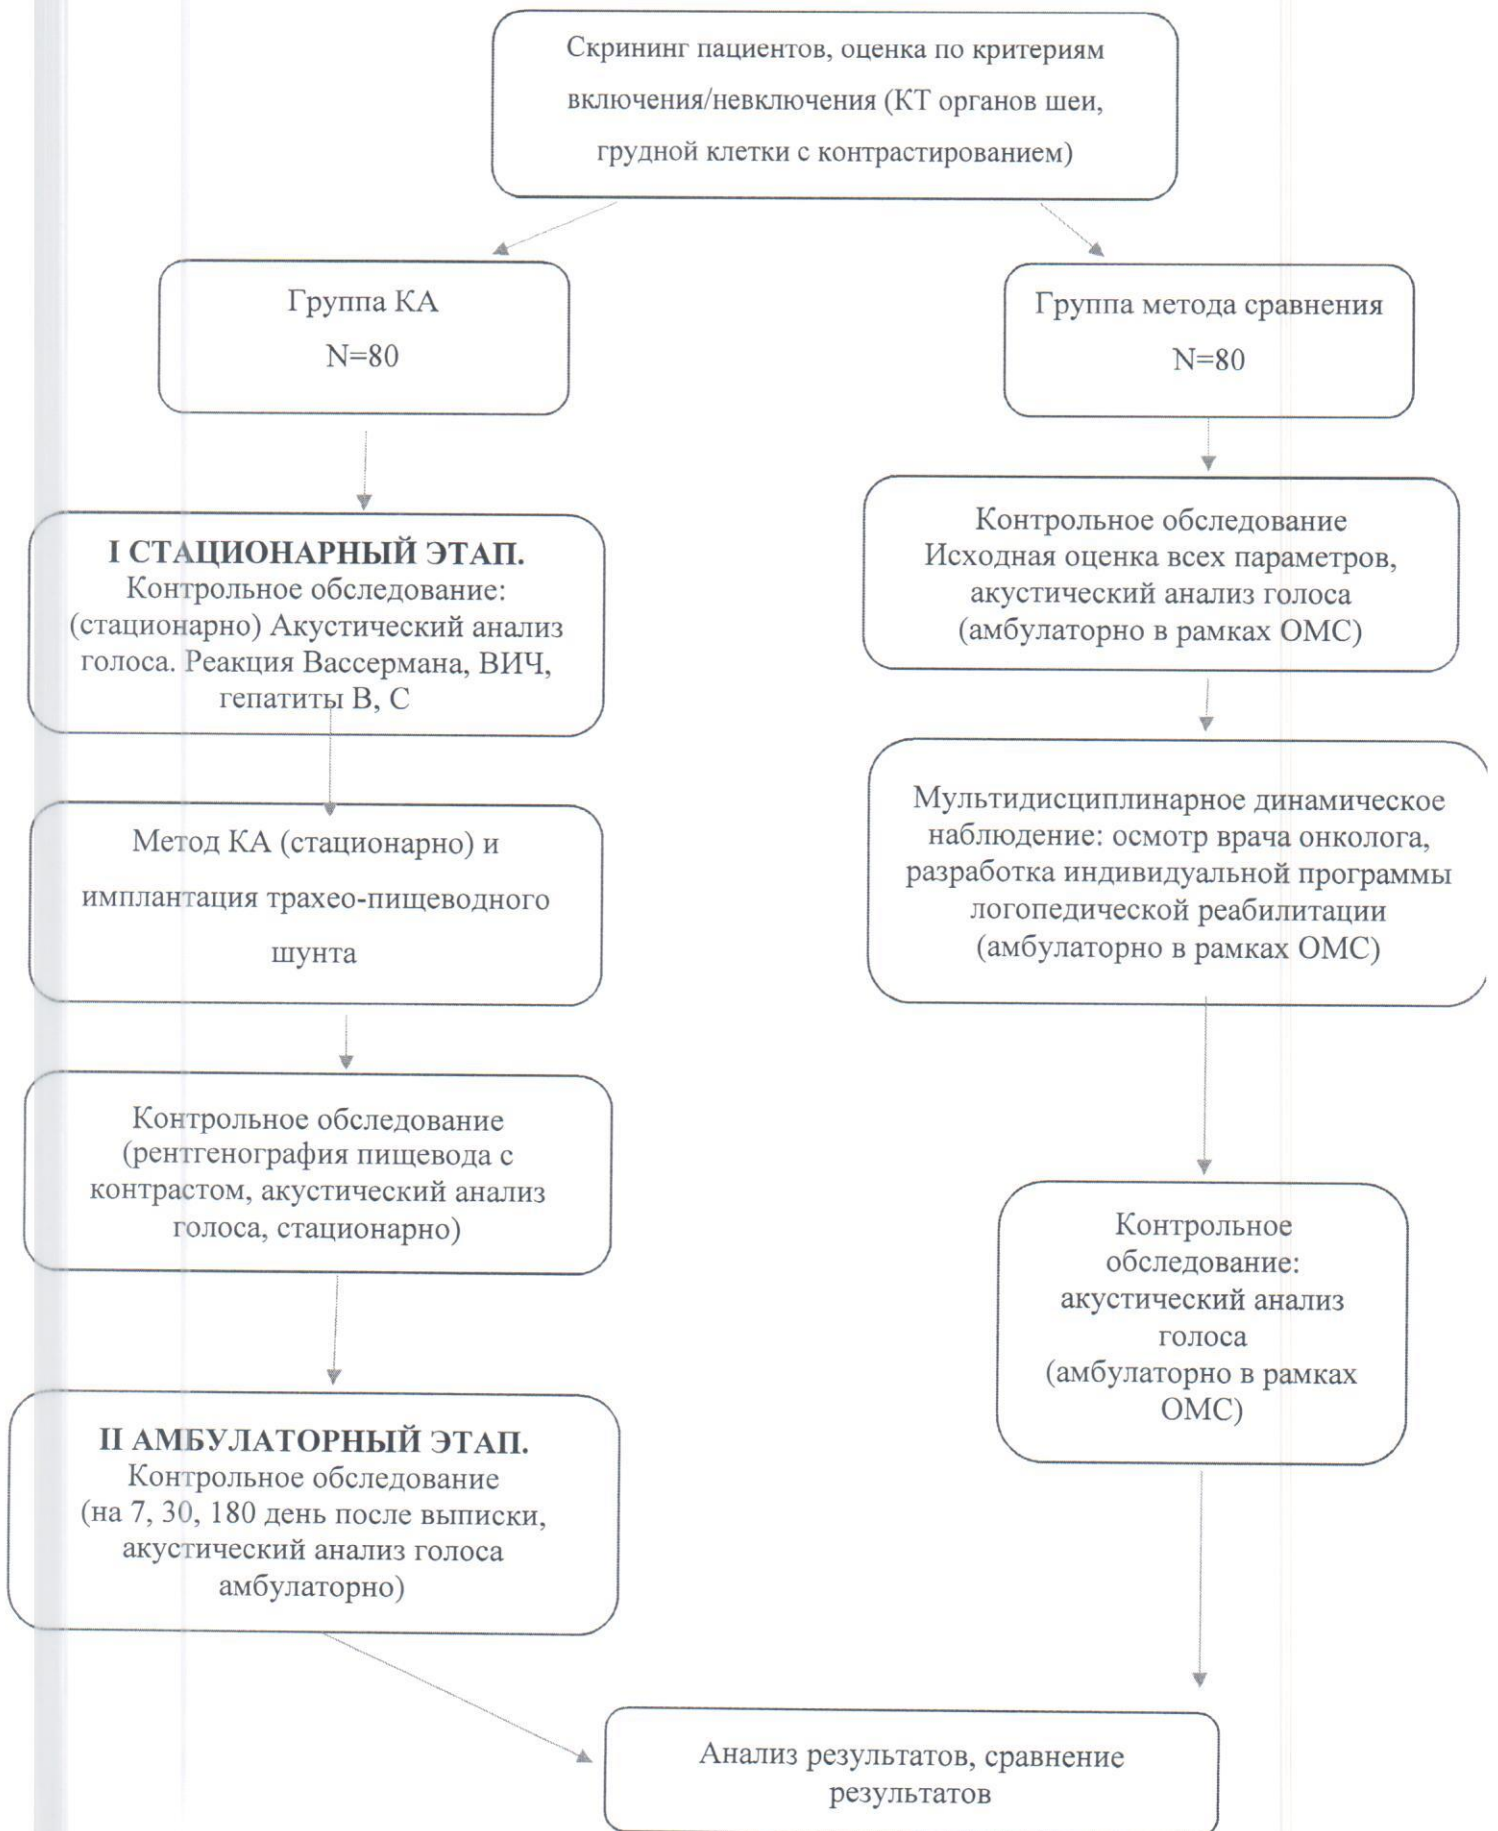 Скрининг пациентов, оценка по критериям
включения/невключения (КТ органов шеи,
грудной клетки с контрастированием)
Группа КА
N=80
Группа метода сравнения
N=80
I СТАЦИОНАРНЫЙ ЭТАП.
Контрольное обследование:
(стационарно) Акустический анализ
голоса. Реакция Вассермана, ВИЧ,
гепатиты В, С
Контрольное обследование
Исходная оценка всех параметров,
акустический анализ голоса
(амбулаторно в рамках ОМС)
Метод КА (стационарно) и
имплантация трахео-пищеводного
шунта
Мультидисциплинарное динамическое
наблюдение: осмотр врача онколога,
разработка индивидуальной программы
логопедической реабилитации
(амбулаторно в рамках ОМС)
Контрольное обследование
(рентгенография пищевода с
контрастом, акустический анализ
голоса, стационарно)
Контрольное
обследование:
акустический анализ
голоса
(амбулаторно в рамках
ОМС)
II АМБУЛАТОРНЫЙ ЭТАП.
Контрольное обследование
(на 7, 30, 180 день после выписки,
акустический анализ голоса
амбулаторно)
Анализ результатов, сравнение
результатов